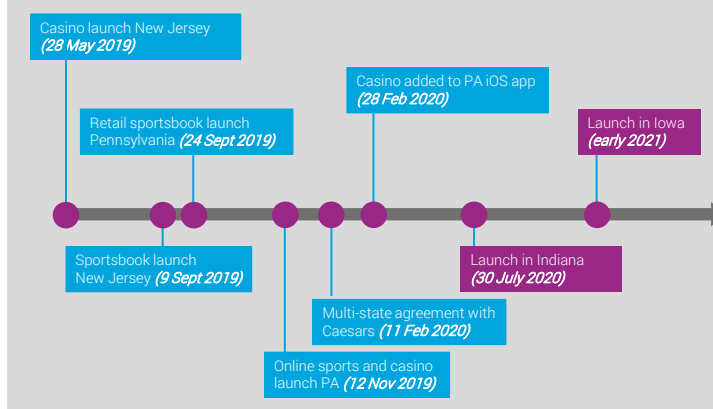 Casino launch New Jersey
(28 May 2019)
Retail sportsbook launch
Pennsylvania (24 Sept 2019)
Casino added to PA iOS app
(28 Feb 2020)
Launch in Iowa
(early 2021)
Sportsbook launch
New Jersey (9 Sept 2019)
Launch in Indiana
(30 July 2020)
Multi-state agreement with
Caesars (11 Feb 2020)
Online sports and casino
launch PA (12 Nov 2019)